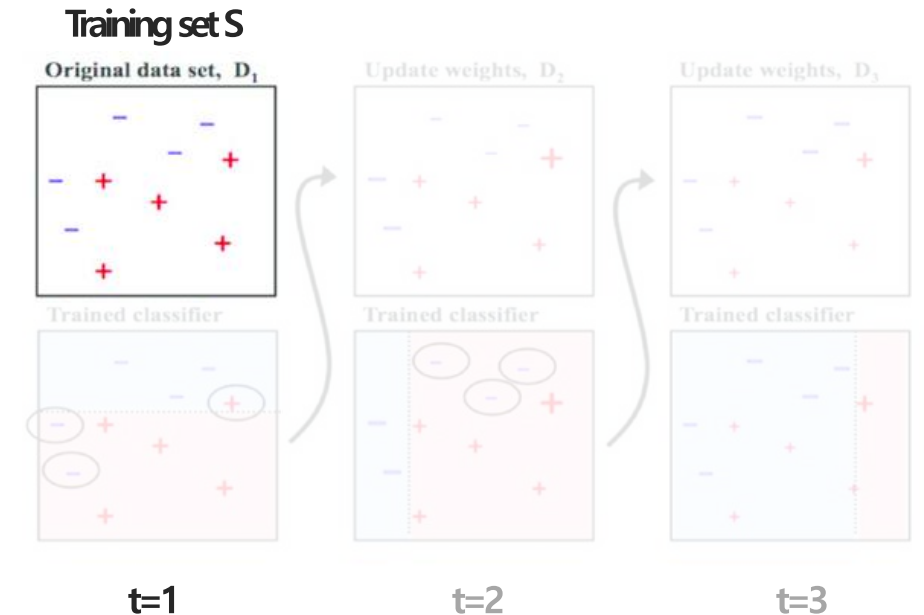 Training set S
Original data set, D₁
Update weights, D₂
Update weights, D₃
Trained classifier
Trained classifier
Trained classifier
t=1
t=2
t=3